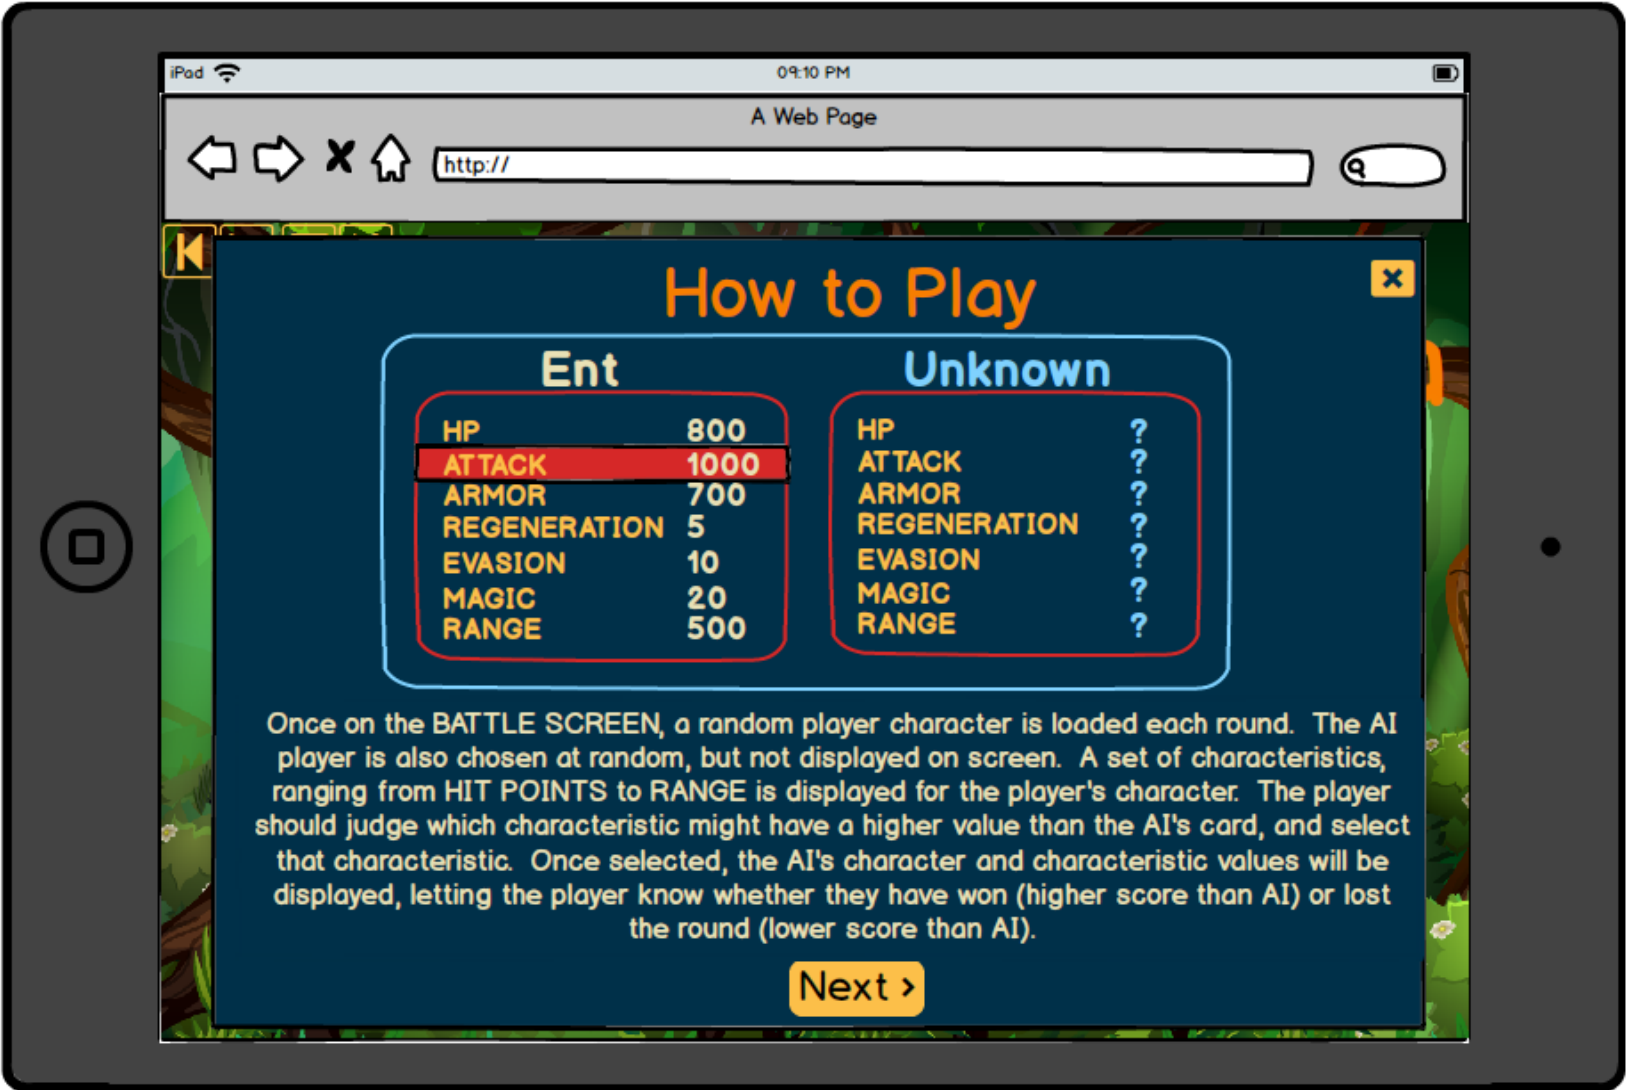 iPad
09:10 PM
A Web Page
http://
How to Play
Ent
HP 800
ATTACK 1000
ARMOR 700
REGENERATION 5
EVASION 10
MAGIC 20
RANGE 500
Unknown
HP ?
ATTACK ?
ARMOR ?
REGENERATION ?
EVASION ?
MAGIC ?
RANGE ?
Once on the BATTLE SCREEN, a random player character is loaded each round. The AI
player is also chosen at random, but not displayed on screen. A set of characteristics,
ranging from HIT POINTS to RANGE is displayed for the player's character. The player
should judge which characteristic might have a higher value than the AI's card, and select
that characteristic. Once selected, the AI's character and characteristic values will be
displayed, letting the player know whether they have won (higher score than AI) or lost
the round (lower score than AI).
Next >